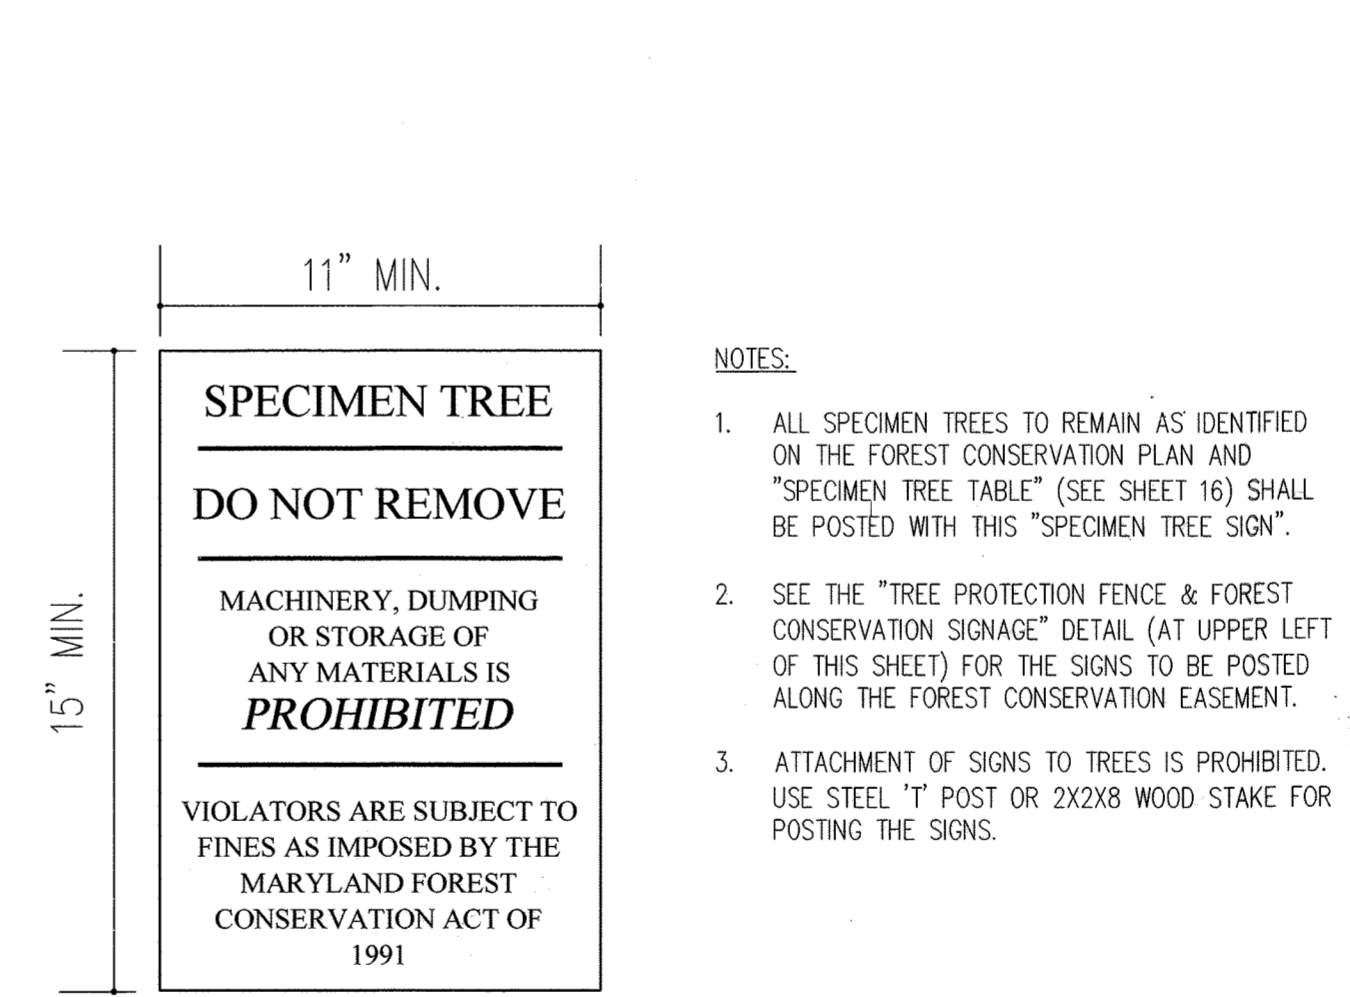 11” MIN.
15” MIN.
SPECIMEN TREE
DO NOT REMOVE
MACHINERY, DUMPING
OR STORAGE OF
ANY MATERIALS IS
PROHIBITED
VIOLATORS ARE SUBJECT TO
FINES AS IMPOSED BY THE
MARYLAND FOREST
CONSERVATION ACT OF
1991
NOTES:
1. ALL SPECIMEN TREES TO REMAIN AS IDENTIFIED
ON THE FOREST CONSERVATION PLAN AND
”SPECIMEN TREE TABLE” (SEE SHEET 16) SHALL
BE POSTED WITH THIS ”SPECIMEN TREE SIGN”.
2. SEE THE ”TREE PROTECTION FENCE & FOREST
CONSERVATION SIGNAGE” DETAIL (AT UPPER LEFT
OF THIS SHEET) FOR THE SIGNS TO BE POSTED
ALONG THE FOREST CONSERVATION EASEMENT.
3. ATTACHMENT OF SIGNS TO TREES IS PROHIBITED.
USE STEEL 'T' POST OR 2X2X8 WOOD STAKE FOR
POSTING THE SIGNS.